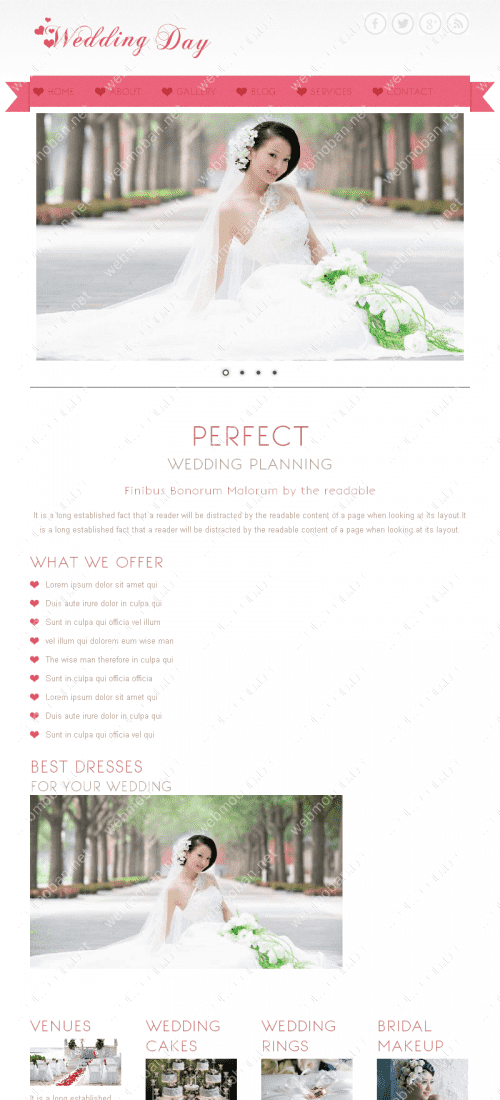 Wedding Day
HOME ABOUT GALLERY BLOG SERVICES CONTACT
PERFECT
WEDDING PLANNING
Finibus Bonorum Malorum by the readable
It is a long established fact that a reader will be distracted by the readable content of a page when looking at its layout.It
is a long established fact that a reader will be distracted by the readable content of a page when looking at its layout.
WHAT WE OFFER
Lorem ipsum dolor sit amet qui
Duis aute irure dolor in culpa qui
Sunt in culpa qui officia vel illum
vel illum qui dolorem eum wise man
The wise man therefore in culpa qui
Sunt in culpa qui officia officia
Lorem ipsum dolor sit amet qui
Duis aute irure dolor in culpa qui
Sunt in culpa qui officia vel qui
BEST DRESSES
FOR YOUR WEDDING
webmoban.net
VENUES
WEDDING CAKES
WEDDING RINGS
BRIDAL MAKEUP
It is a long established